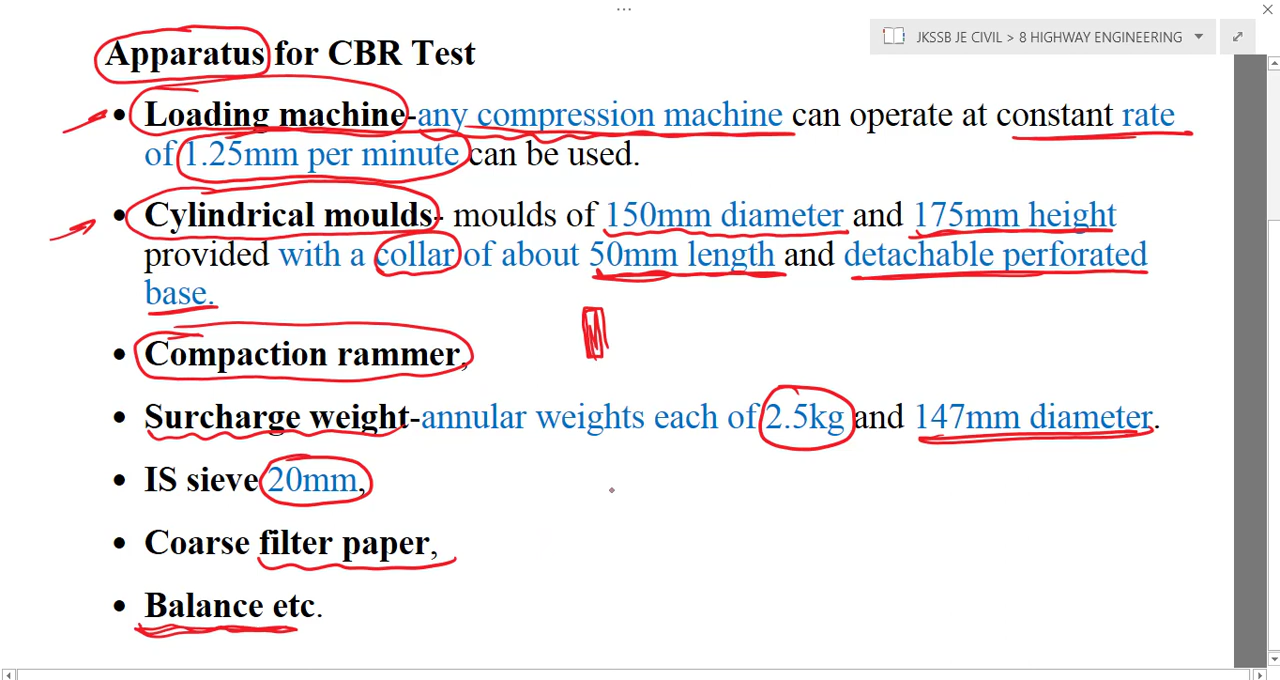 ...
JKSSB JE CIVIL > 8 HIGHWAY ENGINEERING
Apparatus for CBR Test
• Loading machine-any compression machine can operate at constant rate
of 1.25mm per minute can be used.
• Cylindrical moulds- moulds of 150mm diameter and 175mm height
provided with a collar of about 50mm length and detachable perforated
base.
• Compaction rammer,
• Surcharge weight-annular weights each of 2.5kg and 147mm diameter.
• IS sieve 20mm,
• Coarse filter paper,
• Balance etc.